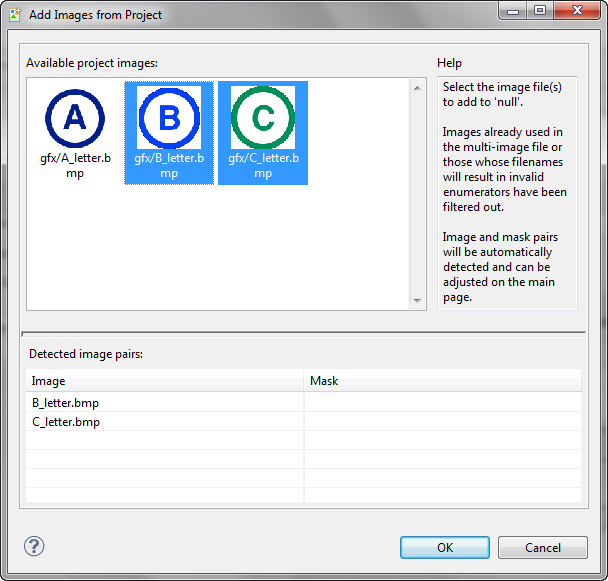 Add Images from Project
Available project images:
A
gfx/A_letter.b
mp
B
gfx/B_letter.b
mp
C
gfx/C_letter.b
mp
Help
Select the image file(s)
to add to 'null'.
Images already used in
the multi-image file or
those whose filenames
will result in invalid
enumerators have been
filtered out.
Image and mask pairs
will be automatically
detected and can be
adjusted on the main
page.
Detected image pairs:
Image Mask
B_letter.bmp
C_letter.bmp
?
OK Cancel